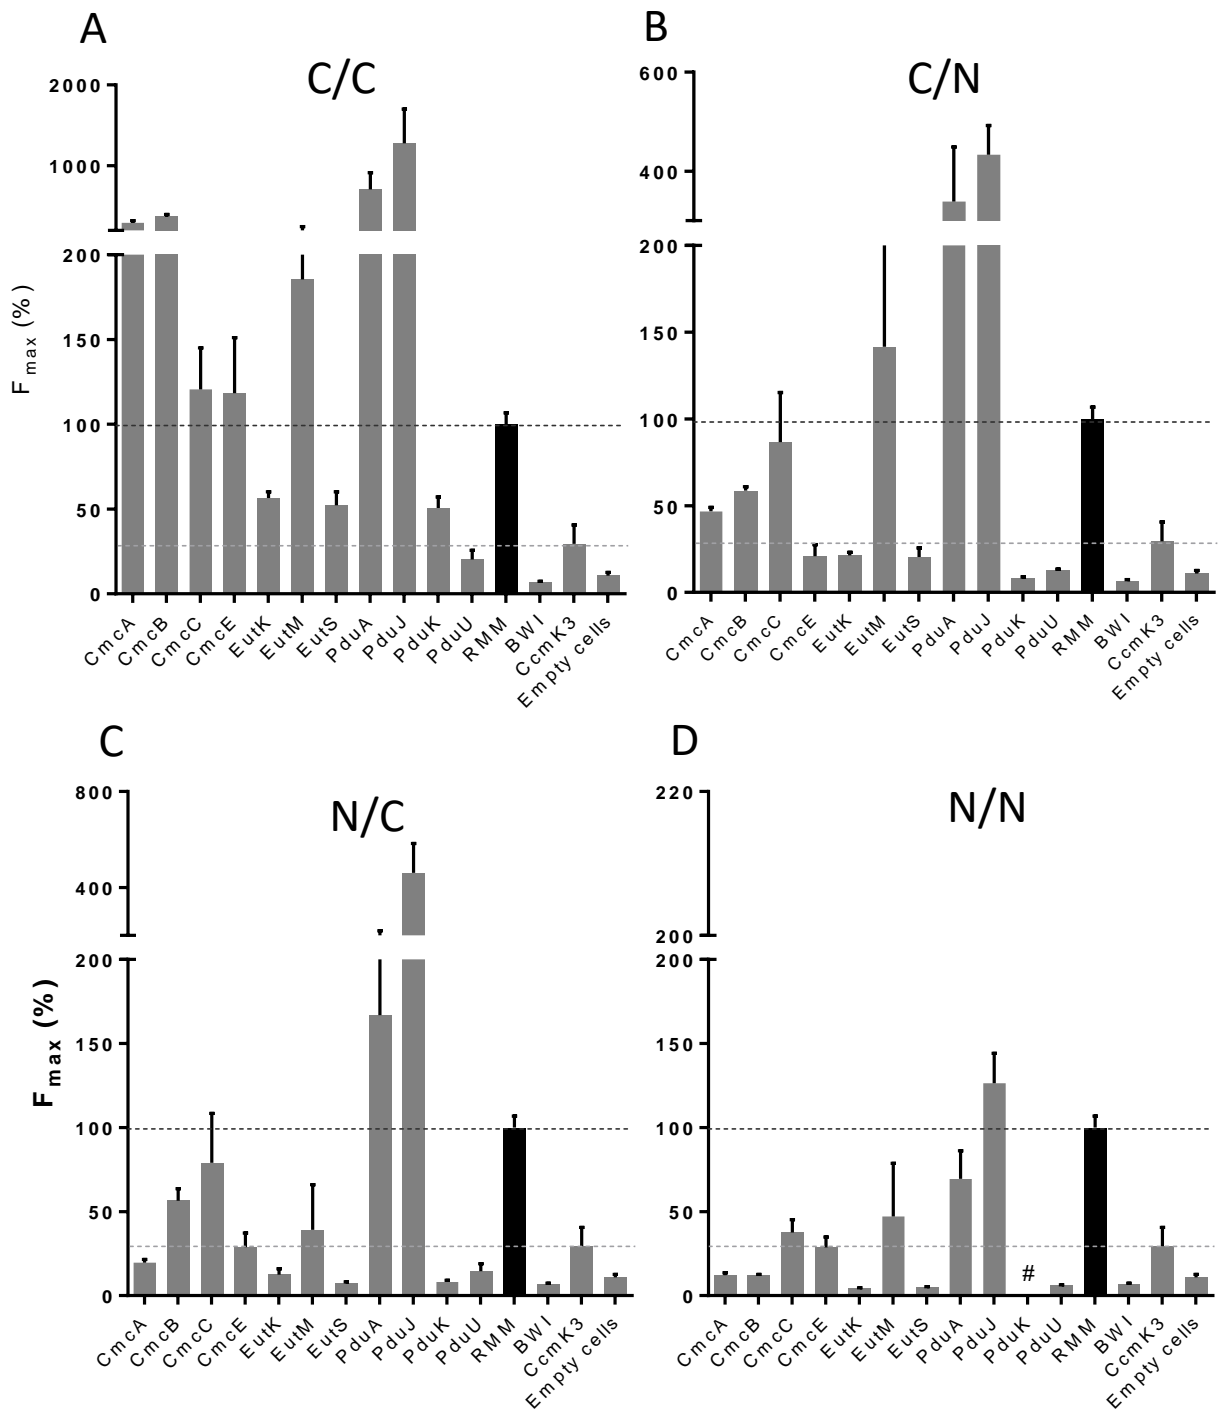 A
C/C
2000
1000
200
150
100
50
0
F max (%)
CmcA
CmcB
CmcC
CmcE
EutK
EutM
EutS
PduA
PduJ
PduK
PduU
RMM
BWI
CcmK3
Empty cells
B
C/N
600
400
200
150
100
50
0
CmcA
CmcB
CmcC
CmcE
EutK
EutM
EutS
PduA
PduJ
PduK
PduU
RMM
BWI
CcmK3
Empty cells
C
N/C
800
400
200
150
100
50
0
F max (%)
CmcA
CmcB
CmcC
CmcE
EutK
EutM
EutS
PduA
PduJ
PduK
PduU
RMM
BWI
CcmK3
Empty cells
D
N/N
220
200
200
150
100
50
0
#
CmcA
CmcB
CmcC
CmcE
EutK
EutM
EutS
PduA
PduJ
PduK
PduU
RMM
BWI
CcmK3
Empty cells